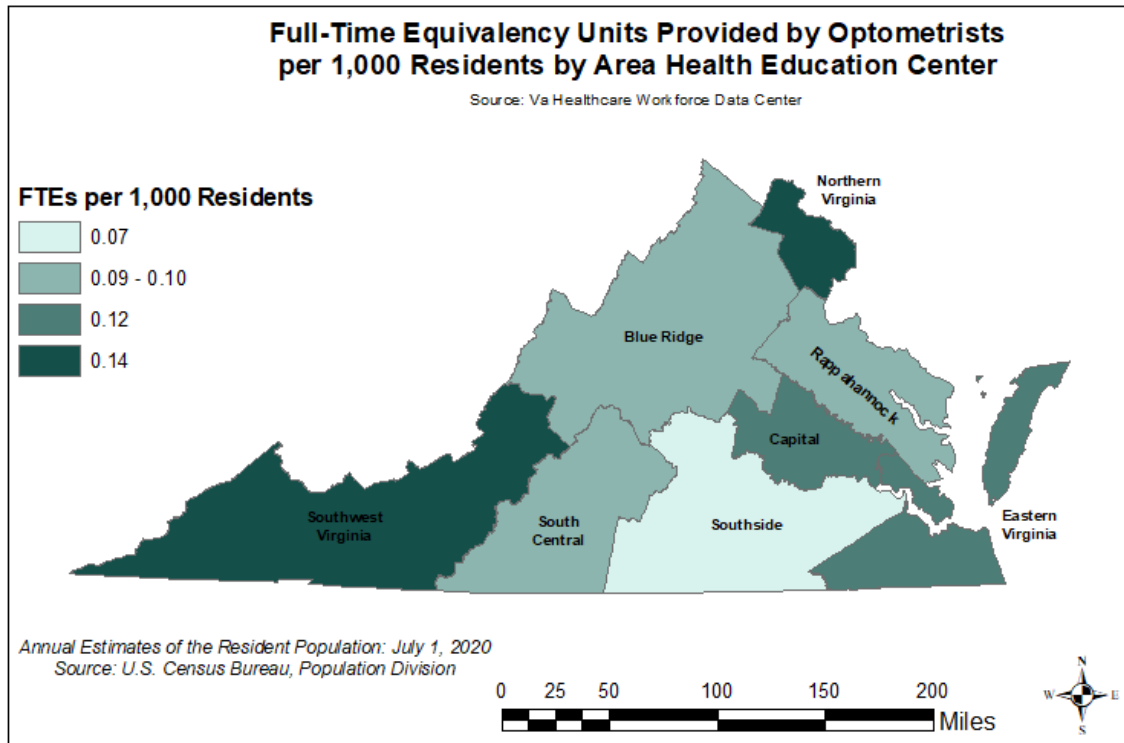 Full-Time Equivalency Units Provided by Optometrists
per 1,000 Residents by Area Health Education Center
Source: Va Healthcare Workforce Data Center
FTEs per 1,000 Residents
0.07
0.09 - 0.10
0.12
0.14
Northern
Virginia
Blue Ridge
Rappahannock
Capital
Southwest
Virginia
South
Central
Southside
Eastern
Virginia
Annual Estimates of the Resident Population: July 1, 2020
Source: U.S. Census Bureau, Population Division
0 25 50 100 150 200
Miles
N
W E
S